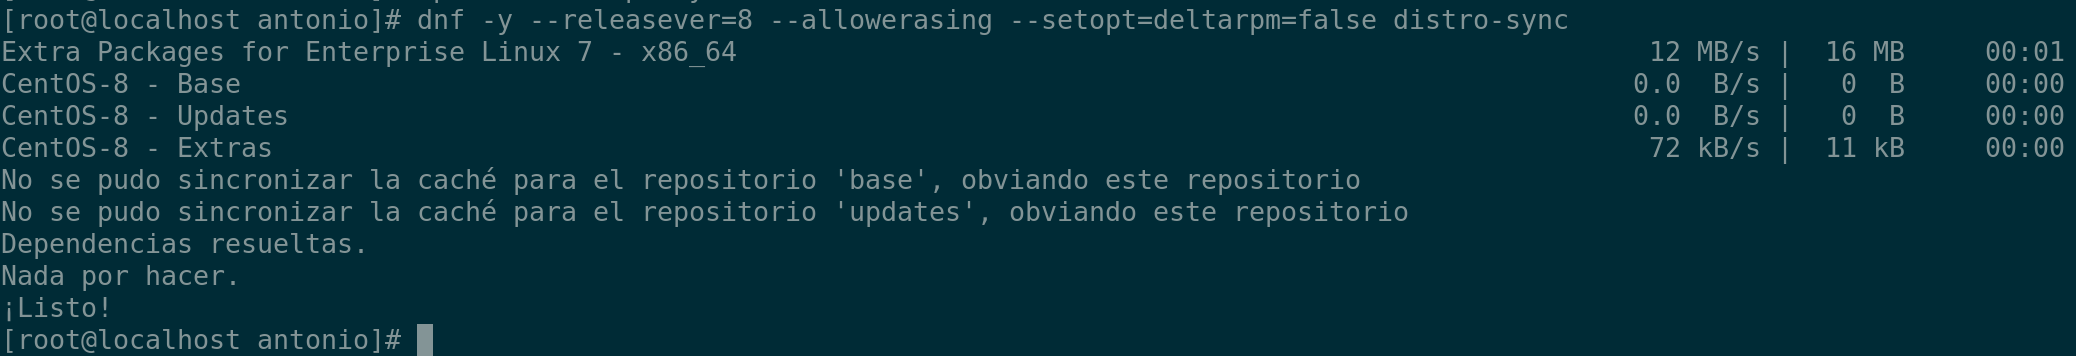 [root@localhost antonio]# dnf -y --releasever=8 --allowerasing --setopt=deltarpm=false distro-sync
Extra Packages for Enterprise Linux 7 - x86_64 12 MB/s | 16 MB 00:01
CentOS-8 - Base 0.0 B/s | 0 B 00:00
CentOS-8 - Updates 0.0 B/s | 0 B 00:00
CentOS-8 - Extras 72 kB/s | 11 kB 00:00
No se pudo sincronizar la caché para el repositorio 'base', obviando este repositorio
No se pudo sincronizar la caché para el repositorio 'updates', obviando este repositorio
Dependencias resueltas.
Nada por hacer.
¡Listo!
[root@localhost antonio]#